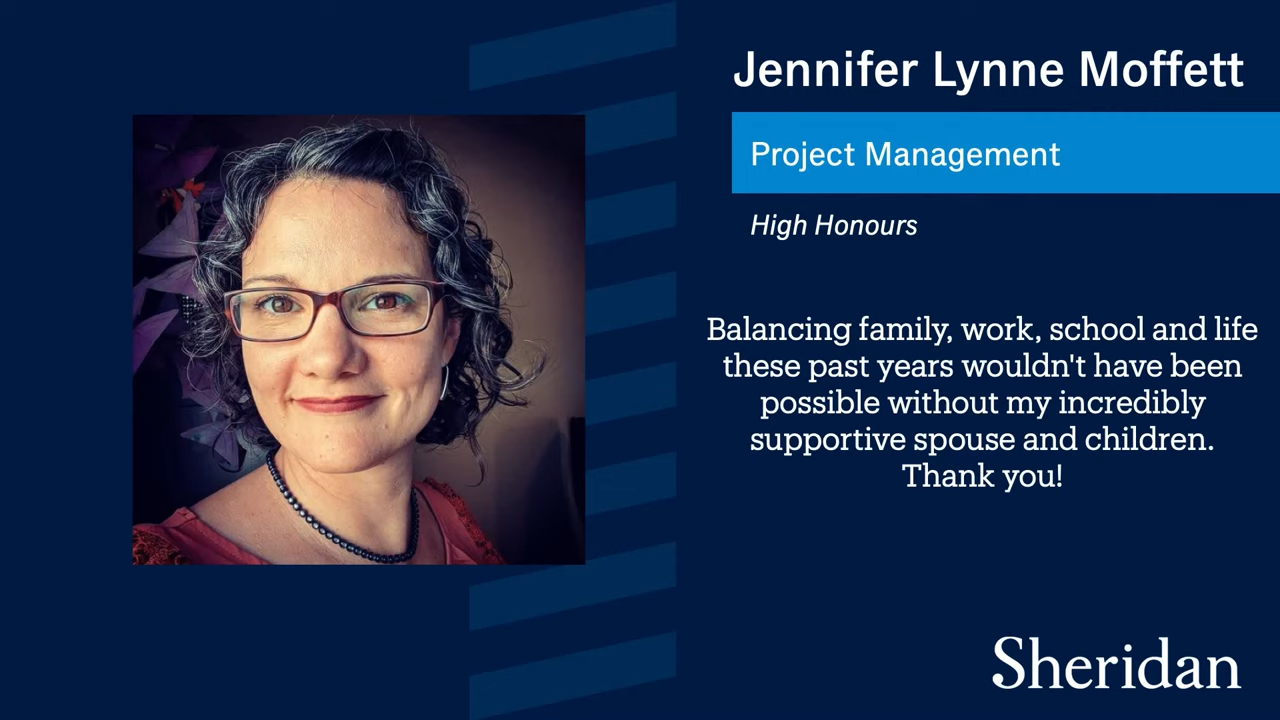 Jennifer Lynne Moffett
Project Management
High Honours
Balancing family, work, school and life
these past years wouldn't have been
possible without my incredibly
supportive spouse and children.
Thank you!
Sheridan